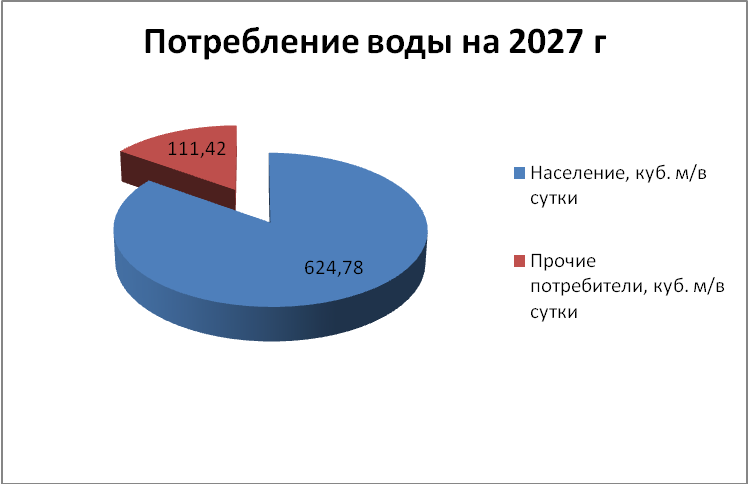 Потребление воды на 2027 г
111,42
624,78
Население, куб. м/в
сутки
Прочие
потребители, куб. м/в
сутки